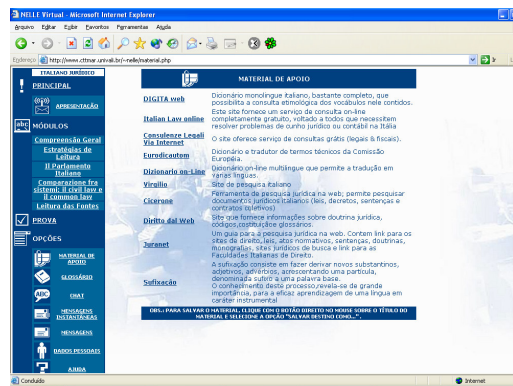 NELLE Virtual - Microsoft Internet Explorer
Arquivo Editar Exibir Favoritos Ferramentas Ajuda
Endereço http://www.cttmar.univali.br/~nelle/material.php Ir
ITALIANO JURÍDICO
PRINCIPAL
APRESENTAÇÃO
MÓDULOS
Compreensão Geral
Estratégias de
Leitura
Il Parlamento
Italiano
Comparazione fra
sistemi: il civil law e
il common law
Leitura das Fontes
PROVA
OPÇÕES
MATERIAL DE
APOIO
GLOSSÁRIO
CHAT
MENSAGENS
INSTANTÂNEAS
MENSAGENS
DADOS PESSOAIS
AJUDA
MATERIAL DE APOIO
DIGITA web
Dicionário monolingue italiano, bastante completo, que
possibilita a consulta etimológica dos vocábulos nele contidos.
Italian Law online
Este site fornece um serviço de consulta on-line
completamente gratuito, voltado a todos que necessitem
resolver problemas de cunho jurídico ou contábil na Itália
Consulenze Legali
Via Internet
O site oferece serviço de consultas grátis (legais & fiscais).
Eurodicautom
Dicionário e tradutor de termos técnicos da Comissão
Européia.
Dizionario on-Line
Dicionário on-line multilingue que permite a tradução em
várias línguas.
Virgilio
Site de pesquisa italiano
Cicerone
Ferramenta de pesquisa jurídica na web; permite pesquisar
documentos jurídicos italianos (leis, decretos, sentenças e
contratos coletivos)
Diritto dal Web
Site que fornece informações sobre doutrina jurídica,
códigos,costituiçãoe glossários.
Juranet
Um guia para a pesquisa jurídica na web. Contem link para os
sites de direito,leis, atos normativos, sentenças, doutrinas,
monografias, sites jurídicos de busca e link para as
Faculdades Italianas de Direito.
Sufixação
A sufixação consiste em fazer derivar novos substantivos,
adjetivos, advérbios, acrescentando uma partícula,
denominada sufixo a uma palavra base.
O conhecimento deste processo,revela-se de grande
importância, para a eficaz aprendizagem de uma língua em
caráter instrumental
OBS.: PARA SALVAR O MATERIAL, CLIQUE COM O BOTÃO DIREITO NO MOUSE SOBRE O TÍTULO DO
MATERIAL E SELECIONE A OPÇÃO "SALVAR DESTINO COMO..." .
Concluído Internet